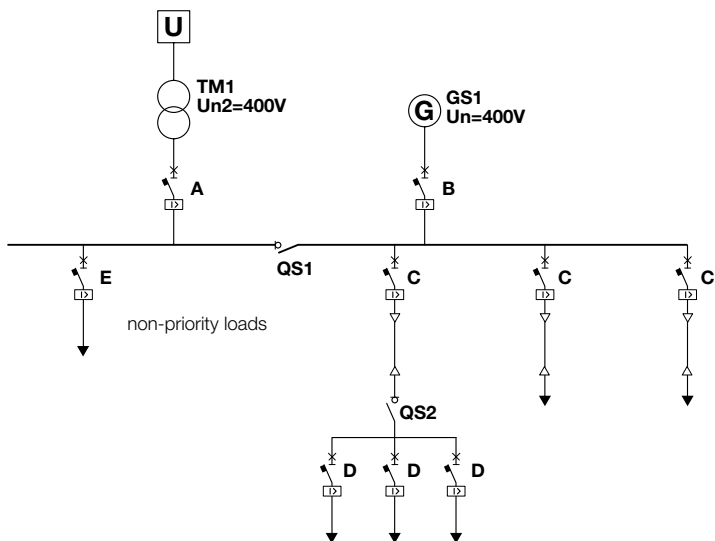 U
TM1
Un2=400V
G
GS1
Un=400V
A
B
E
QS1
C
C
C
I>
I>
I>
I>
I>
I>
non-priority loads
QS2
D
D
D
I>
I>
I>